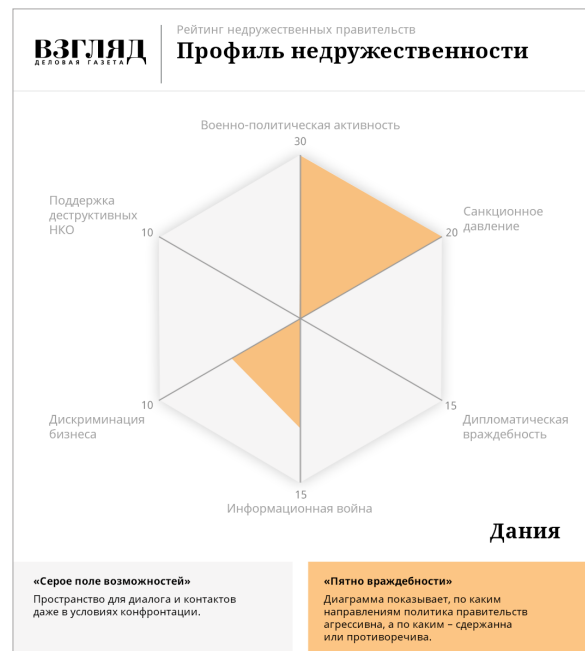 ВЗГЛЯД
ДЕЛОВАЯ ГАЗЕТА
Рейтинг недружественных правительств
Профиль недружественности
Военно-политическая активность
30
Поддержка
деструктивных
НКО
10
Санкционное
давление
20
10
Дискриминация
бизнеса
15
Дипломатическая
враждебность
15
Информационная война
Дания
«Серое поле возможностей»
Пространство для диалога и контактов
даже в условиях конфронтации.
«Пятно враждебности»
Диаграмма показывает, по каким
направлениям политика правительств
агрессивна, а по каким – сдержанна
или противоречива.